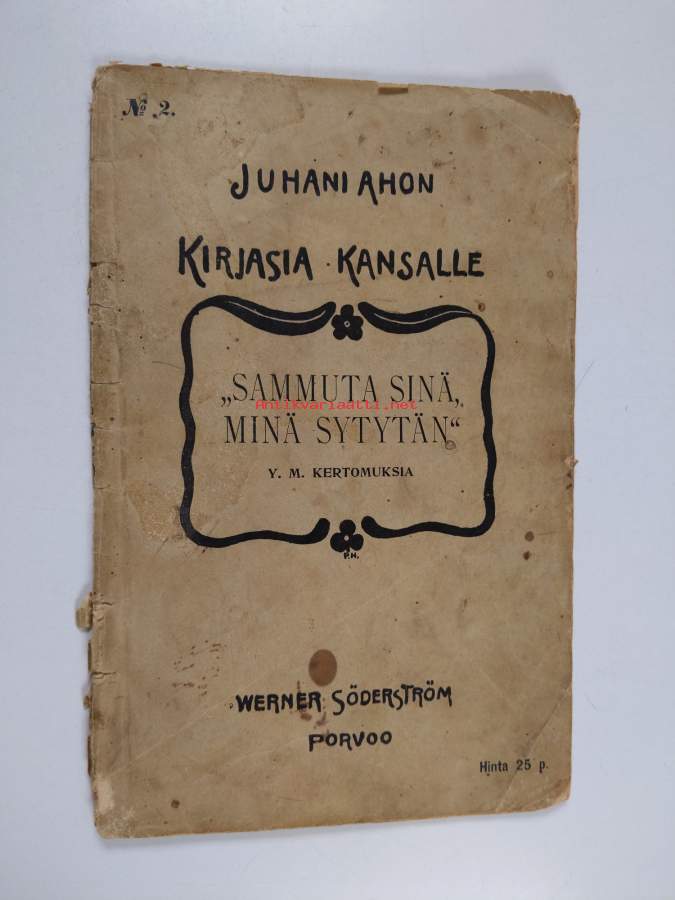 № 2.
JUHANI AHON
KIRJASIA KANSALLE
„SAMMUTA SINÄ,
Antikvariaatti.net
MINÄ SYTYTÄN“
Y. M. KERTOMUKSIA
P.H.
WERNER SÖDERSTRÖM
PORVOO
Hinta 25 p.